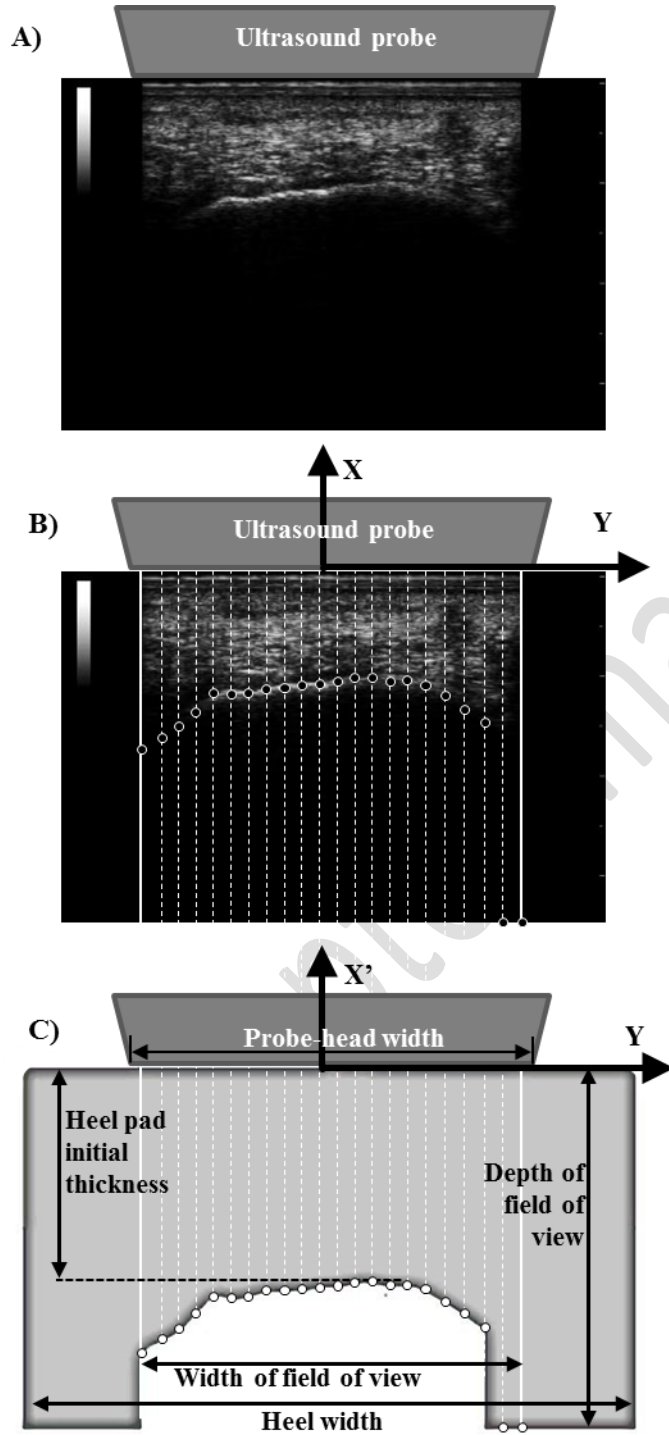 A)
Ultrasound probe
X
B)
Ultrasound probe
Y
X’
C)
Probe-head width
Y
Heel pad
initial
thickness
Depth of
field of
view
Width of field of view
Heel width